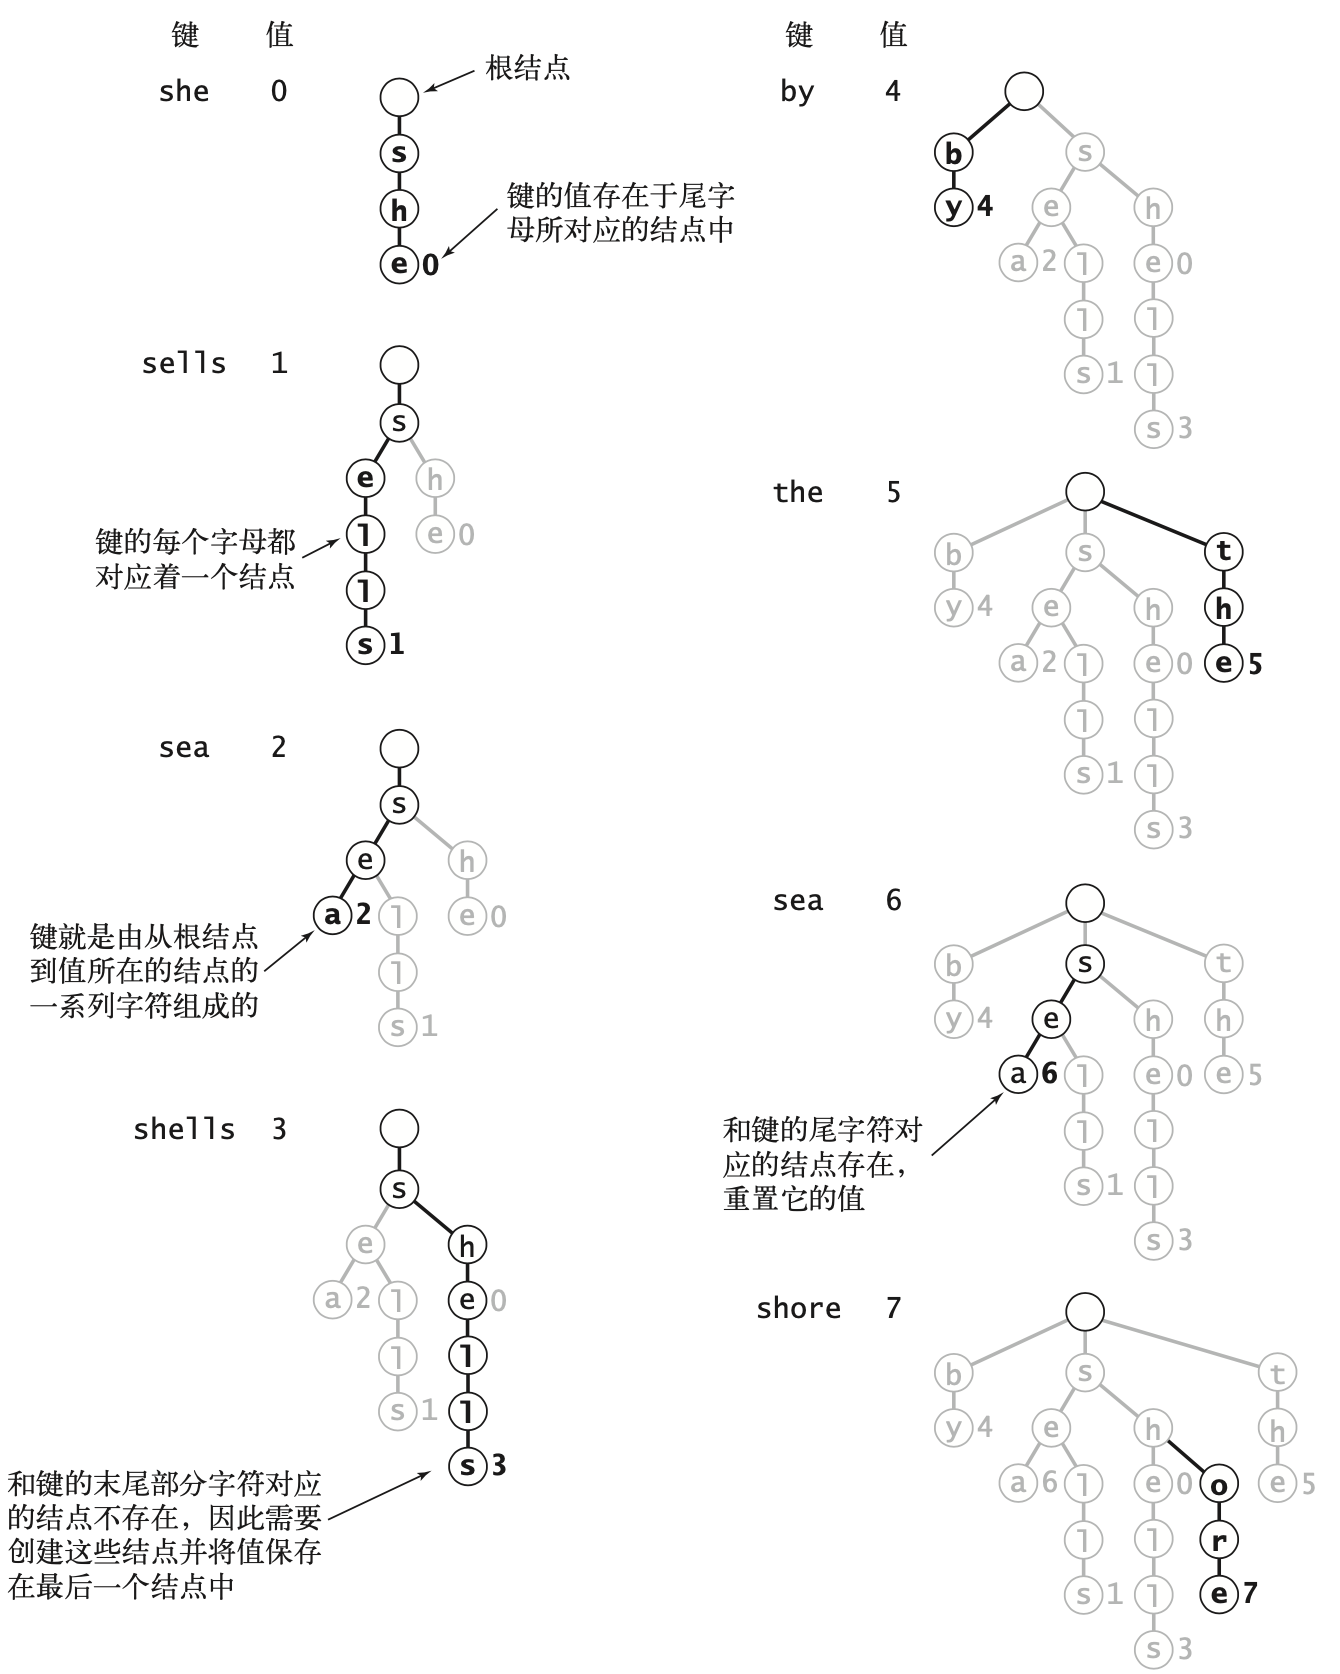 键 值
she 0
根结点
s
h
e 0
键的值存在于尾字
母所对应的结点中
sells 1
s
e h
l e 0
l
s 1
键的每个字母都
对应着一个结点
sea 2
s
e h
a 2 l e 0
l
s 1
键就是由从根结点
到值所在的结点的
一系列字符组成的
shells 3
s
e h
a 2 l e 0
l l
s 1 l
s 3
和键的末尾部分字符对应
的结点不存在，因此需要
创建这些结点并将值保存
在最后一个结点中
键 值
by 4
b s
y 4 e h
a 2 l e 0
l l
s 1 l
s 3
the 5
b s t
y 4 e h h
a 2 l e 0 e 5
l l
s 1 l
s 3
sea 6
b s t
y 4 e h h
a 6 l e 0 e 5
l l
s 1 l
s 3
和键的尾字符对
应的结点存在，
重置它的值
shore 7
b s t
y 4 e h h
a 6 l e 0 o e 5
l l r
s 1 l e 7
s 3